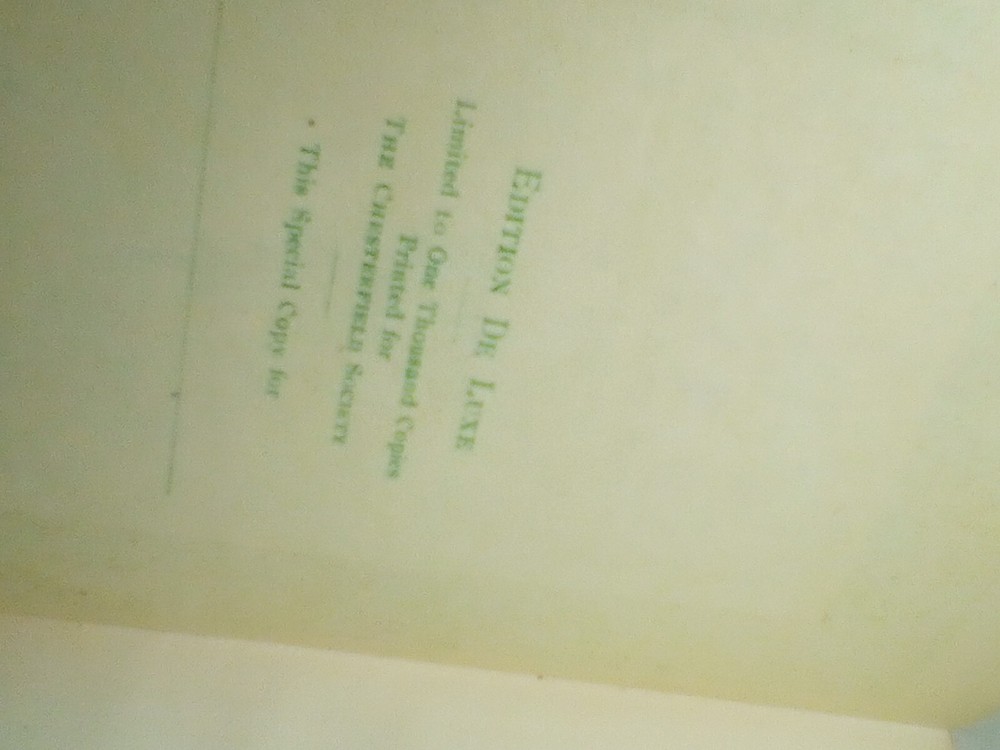 EDITION DE LUXE
Limited to One Thousand Copies
Printed for
THE CHESTERFIELD SOCIETY
This Special Copy for